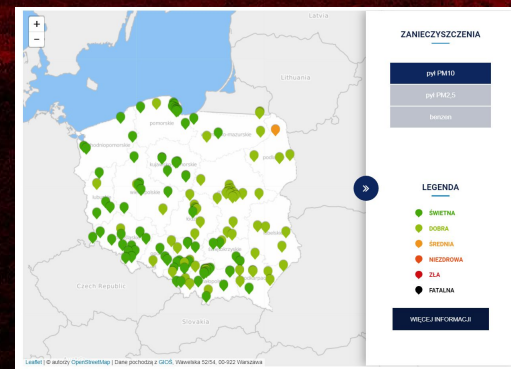 +
-
Latvia
Lithuania
pomorskie
Czech Republic
Slovakia
Leaflet | © autorzy OpenStreetMap | Dane pochodzą z GIOŚ, Wawelska 52/54, 00-922 Warszawa
ZANIECZYSZCZENIA
pył PM10
pył PM2,5
benzen
»
LEGENDA
ŚWIETNA
DOBRA
ŚREDNIA
NIEZDROWA
ZŁA
FATALNA
WIĘCEJ INFORMACJI